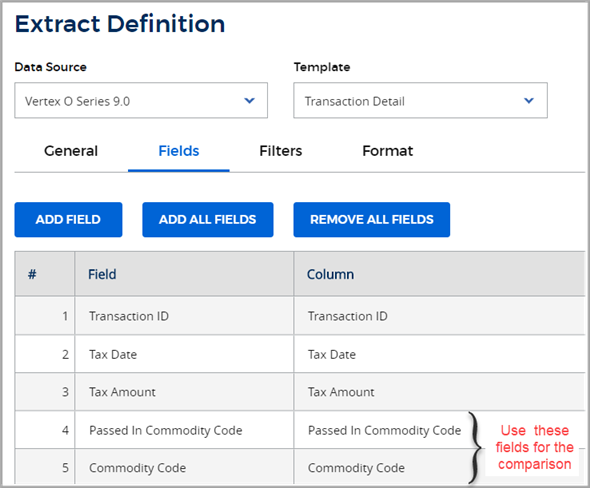 Extract Definition
Data Source
Template
Vertex O Series 9.0
Transaction Detail
General
Fields
Filters
Format
ADD FIELD
ADD ALL FIELDS
REMOVE ALL FIELDS
# Field Column
1 Transaction ID Transaction ID
2 Tax Date Tax Date
3 Tax Amount Tax Amount
4 Passed In Commodity Code Passed In Commodity Code
5 Commodity Code Commodity Code
Use these
fields for the
comparison